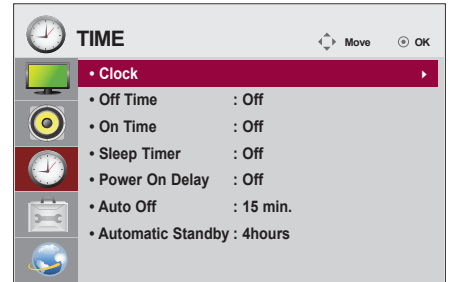 TIME
Move OK
• Clock
• Off Time : Off
• On Time : Off
• Sleep Timer : Off
• Power On Delay : Off
• Auto Off : 15 min.
• Automatic Standby : 4hours